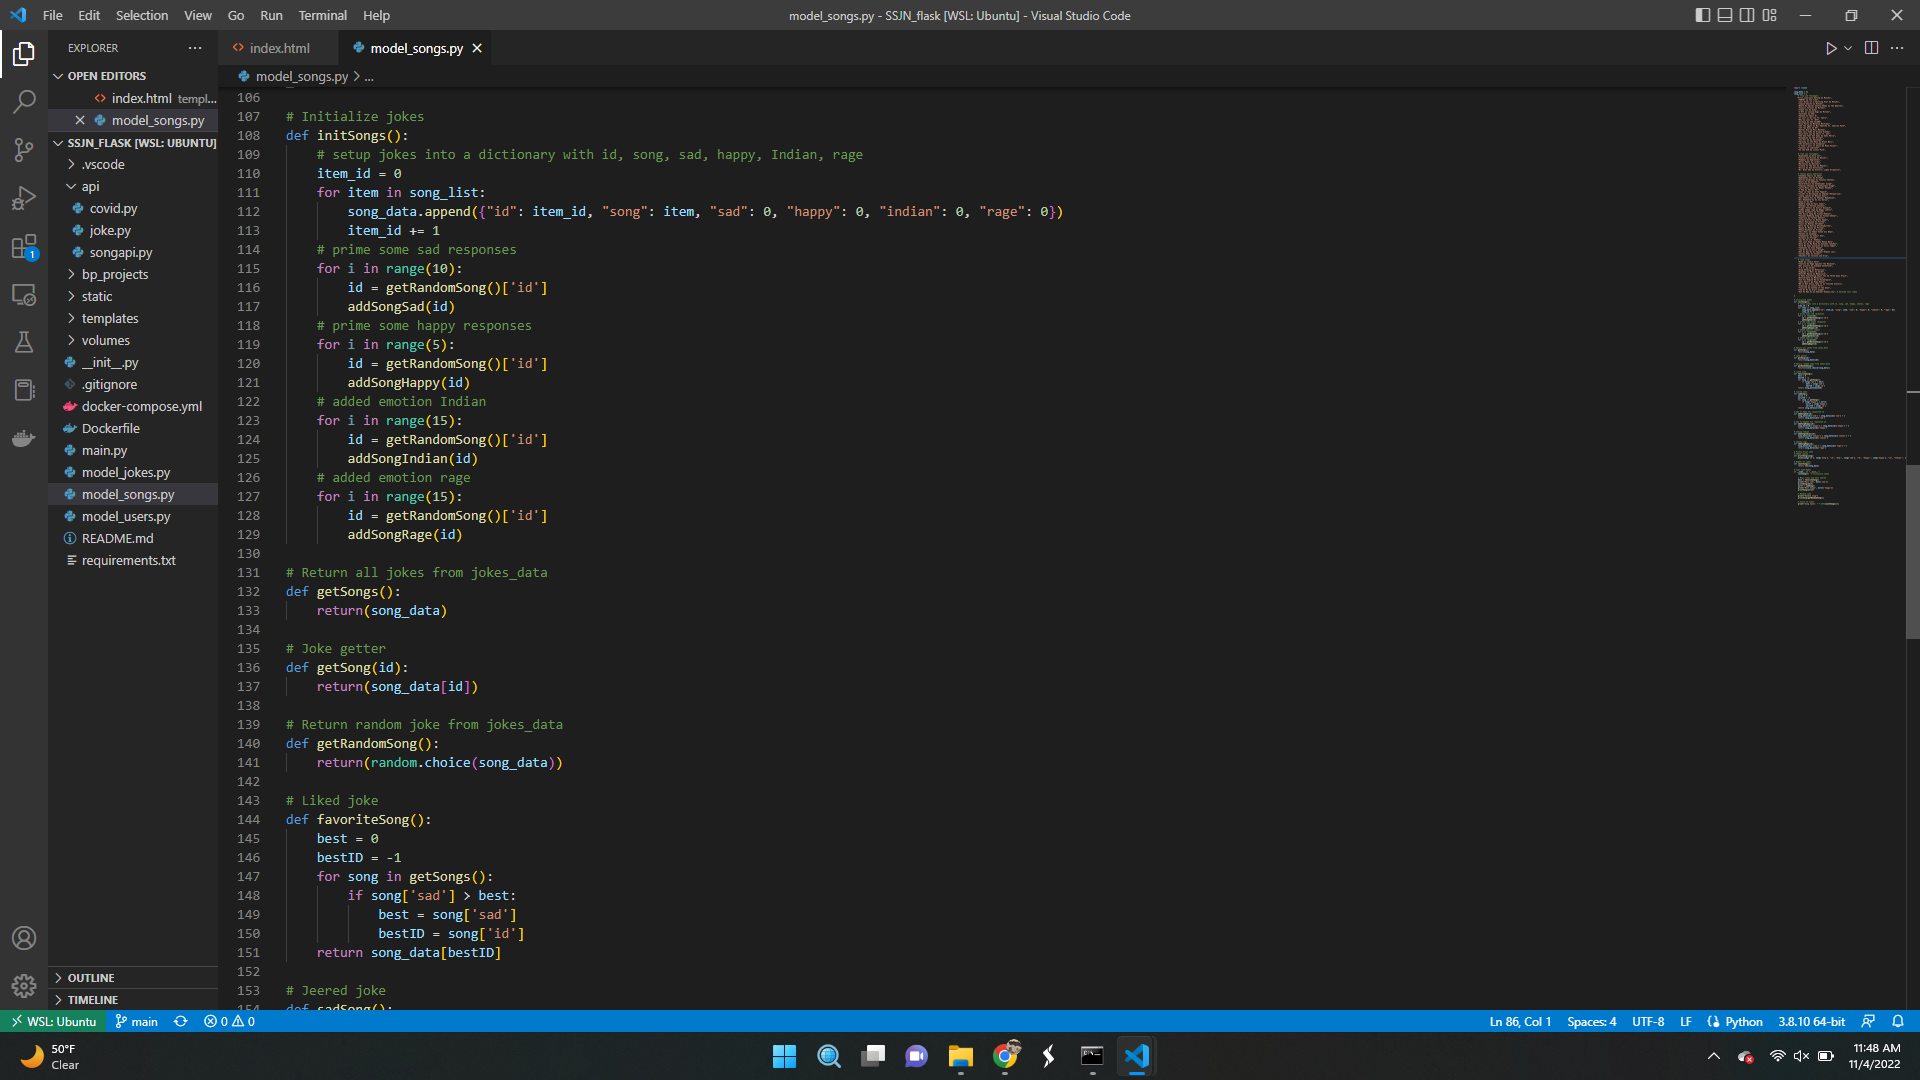 File Edit Selection View Go Run Terminal Help
model_songs.py - SSJN_flask [WSL: Ubuntu] - Visual Studio Code
EXPLORER
OPEN EDITORS
index.html templ...
model_songs.py
SSJN_FLASK [WSL: UBUNTU]
.vscode
api
covid.py
joke.py
songapi.py
bp_projects
static
templates
volumes
__init__.py
.gitignore
docker-compose.yml
Dockerfile
main.py
model_jokes.py
model_songs.py
model_users.py
README.md
requirements.txt
OUTLINE
TIMELINE
1
index.html
model_songs.py
model_songs.py > ...
106
107 # Initialize jokes
108 def initSongs():
109 # setup jokes into a dictionary with id, song, sad, happy, Indian, rage
110 item_id = 0
111 for item in song_list:
112 song_data.append({"id": item_id, "song": item, "sad": 0, "happy": 0, "indian": 0, "rage": 0})
113 item_id += 1
114 # prime some sad responses
115 for i in range(10):
116 id = getRandomSong()['id']
117 addSongSad(id)
118 # prime some happy responses
119 for i in range(5):
120 id = getRandomSong()['id']
121 addSongHappy(id)
122 # added emotion Indian
123 for i in range(15):
124 id = getRandomSong()['id']
125 addSongIndian(id)
126 # added emotion rage
127 for i in range(15):
128 id = getRandomSong()['id']
129 addSongRage(id)
130
131 # Return all jokes from jokes_data
132 def getSongs():
133 return(song_data)
134
135 # Joke getter
136 def getSong(id):
137 return(song_data[id])
138
139 # Return random joke from jokes_data
140 def getRandomSong():
141 return(random.choice(song_data))
142
143 # Liked joke
144 def favoriteSong():
145 best = 0
146 bestID = -1
147 for song in getSongs():
148 if song['sad'] > best:
149 best = song['sad']
150 bestID = song['id']
151 return song_data[bestID]
152
153 # Jeered joke
154 def sadSong():
WSL: Ubuntu main 0 0
Ln 86, Col 1 Spaces: 4 UTF-8 LF Python 3.8.10 64-bit
50°F
Clear
11:48 AM
11/4/2022